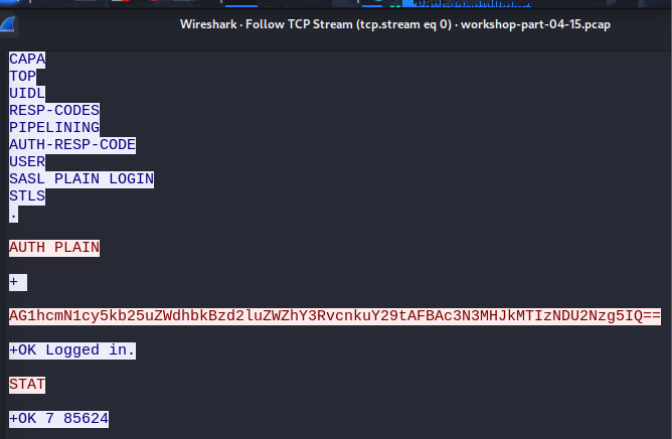 Wireshark · Follow TCP Stream (tcp.stream eq 0) · workshop-part-04-15.pcap
CAPA
TOP
UIDL
RESP-CODES
PIPELINING
AUTH-RESP-CODE
USER
SASL PLAIN LOGIN
STLS
.
AUTH PLAIN
+
AG1hcmN1cy5kb25uZWdhbkBzd2luZWZhY3RvcnkuY29tAFBAc3N3MHJkMTIzNDU2Nzg5IQ==
+OK Logged in.
STAT
+OK 7 85624